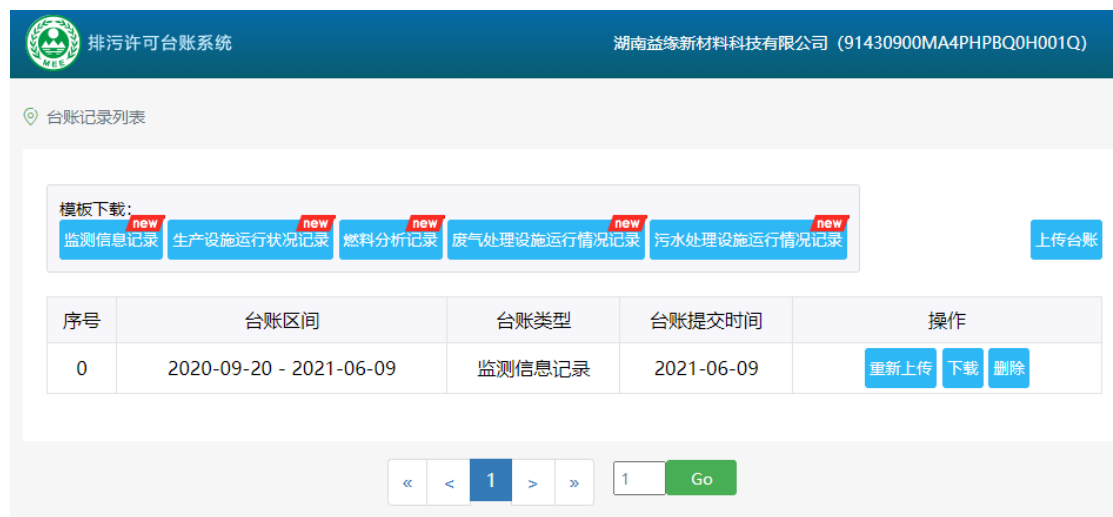 MEE
排污许可台账系统
湖南益缘新材料科技有限公司（91430900MA4PHPBQ0H001Q）
台账记录列表
模板下载：
new new new new new
监测信息记录 生产设施运行状况记录 燃料分析记录 废气处理设施运行情况记录 污水处理设施运行情况记录
上传台账
序号 台账区间 台账类型 台账提交时间 操作
0 2020-09-20 - 2021-06-09 监测信息记录 2021-06-09 重新上传 下载 删除
« < 1 > » 1 Go